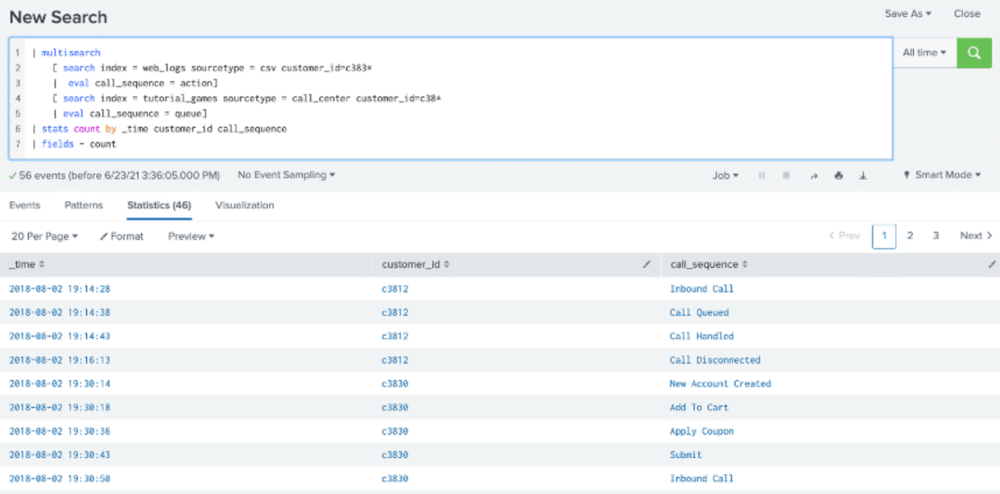 New Search
Save As Close
1 | multisearch
2 [ search index = web_logs sourcetype = csv customer_id=c383*
3 | eval call_sequence = action]
4 [ search index = tutorial_games sourcetype = call_center customer_id=c38*
5 | eval call_sequence = queue]
6 | stats count by _time customer_id call_sequence
7 | fields - count
All time
56 events (before 6/23/21 3:36:05.000 PM) No Event Sampling Job Smart Mode
Events Patterns Statistics (46) Visualization
20 Per Page Format Preview < Prev 1 2 3 Next >
_time customer_id call_sequence
2018-08-02 19:14:28 c3812 Inbound Call
2018-08-02 19:14:38 c3812 Call Queued
2018-08-02 19:14:43 c3812 Call Handled
2018-08-02 19:16:13 c3812 Call Disconnected
2018-08-02 19:30:14 c3830 New Account Created
2018-08-02 19:30:18 c3830 Add To Cart
2018-08-02 19:30:36 c3830 Apply Coupon
2018-08-02 19:30:43 c3830 Submit
2018-08-02 19:30:50 c3830 Inbound Call